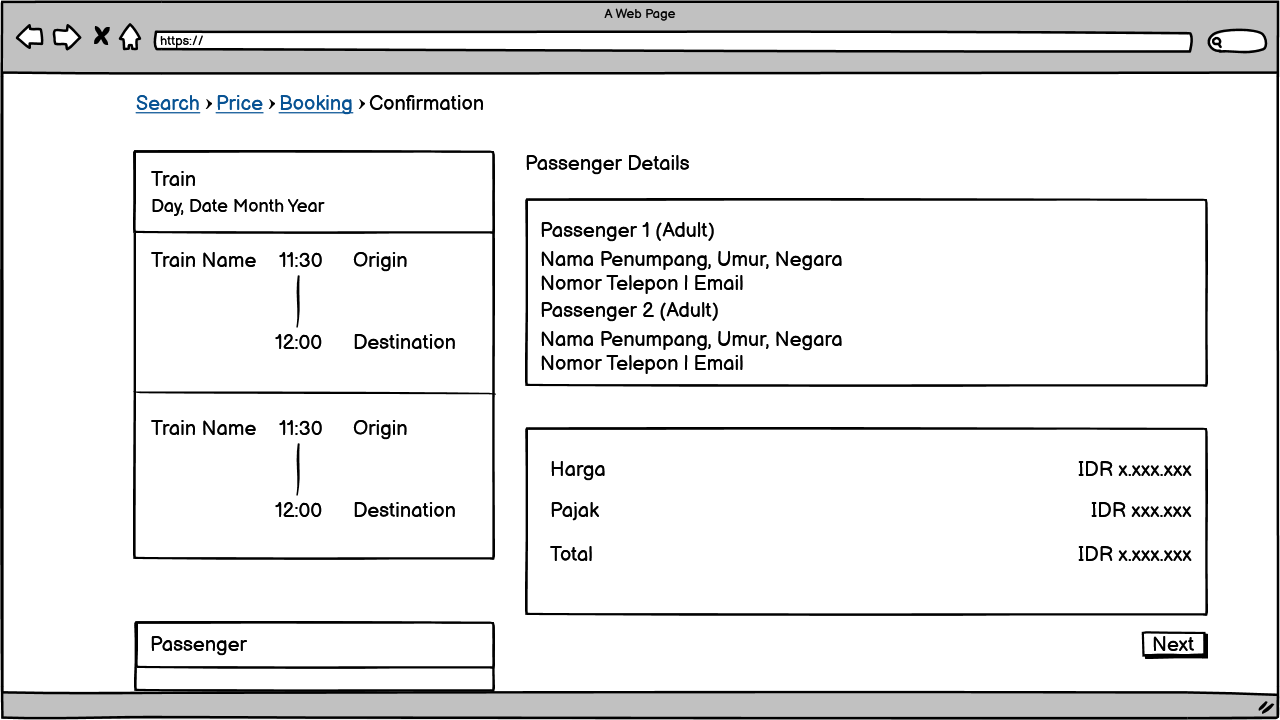 A Web Page
https://
Search › Price › Booking › Confirmation
Train
Day, Date Month Year
Train Name 11:30 Origin
12:00 Destination
Train Name 11:30 Origin
12:00 Destination
Passenger
Passenger Details
Passenger 1 (Adult)
Nama Penumpang, Umur, Negara
Nomor Telepon | Email
Passenger 2 (Adult)
Nama Penumpang, Umur, Negara
Nomor Telepon | Email
Harga IDR x.xxx.xxx
Pajak IDR xxx.xxx
Total IDR x.xxx.xxx
Next